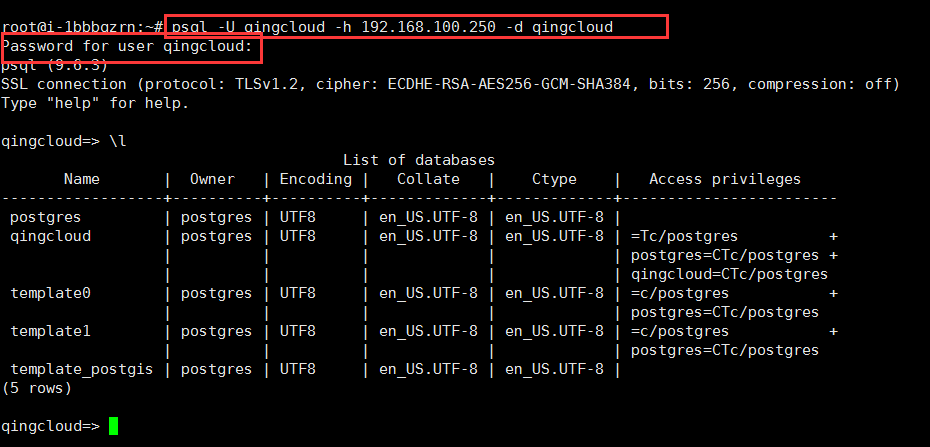 root@i-1bbbqzrn:~# psql -U qingcloud -h 192.168.100.250 -d qingcloud
Password for user qingcloud:
psql (9.6.3)
SSL connection (protocol: TLSv1.2, cipher: ECDHE-RSA-AES256-GCM-SHA384, bits: 256, compression: off)
Type "help" for help.

qingcloud=> \l
                                      List of databases
       Name       |  Owner   | Encoding |   Collate   |    Ctype    |   Access privileges
------------------+----------+----------+-------------+-------------+------------------------
 postgres         | postgres | UTF8     | en_US.UTF-8 | en_US.UTF-8 |
 qingcloud        | postgres | UTF8     | en_US.UTF-8 | en_US.UTF-8 | =Tc/postgres          +
                  |          |          |             |             | postgres=CTc/postgres +
                  |          |          |             |             | qingcloud=CTc/postgres
 template0        | postgres | UTF8     | en_US.UTF-8 | en_US.UTF-8 | =c/postgres           +
                  |          |          |             |             | postgres=CTc/postgres
 template1        | postgres | UTF8     | en_US.UTF-8 | en_US.UTF-8 | =c/postgres           +
                  |          |          |             |             | postgres=CTc/postgres
 template_postgis | postgres | UTF8     | en_US.UTF-8 | en_US.UTF-8 |
(5 rows)

qingcloud=>